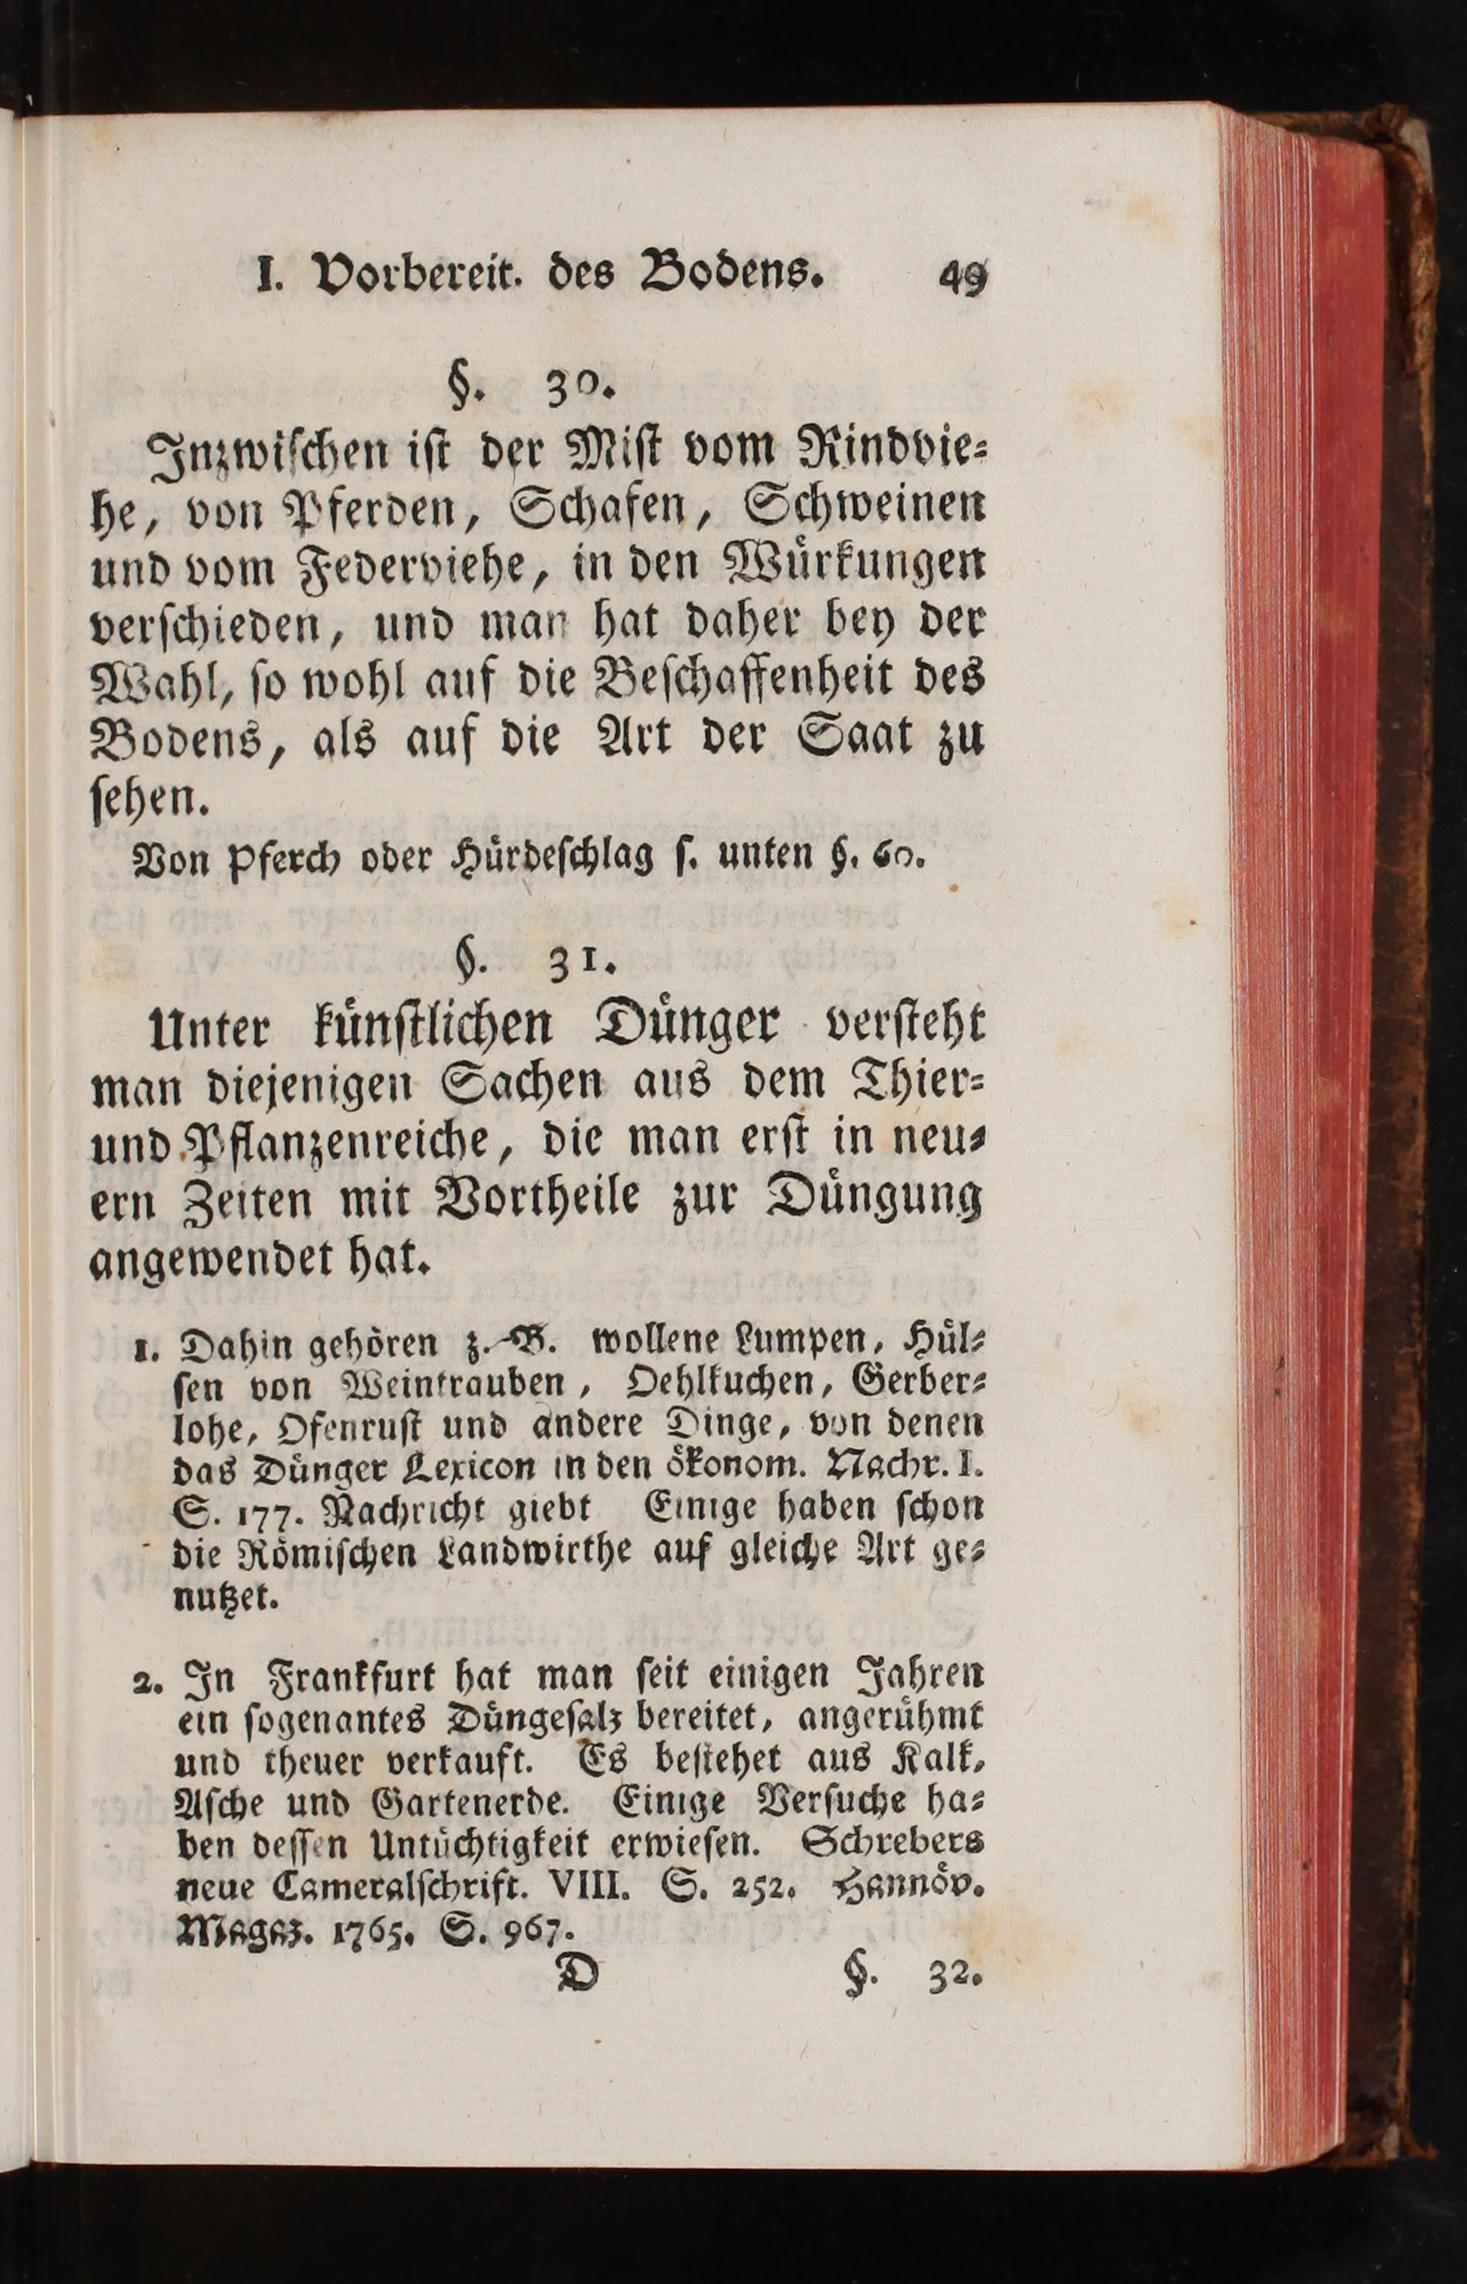 I. Vorbereit. des Bodens. 49
§. 30.
Inzwiſchen iſt der Miſt vom Rindvie-
he, von Pferden, Schafen, Schweinen
und vom Federviehe, in den Würkungen
verſchieden, und man hat daher bey der
Wahl, ſo wohl auf die Beſchaffenheit des
Bodens, als auf die Art der Saat zu
ſehen.
Von Pferch oder Hürdeſchlag ſ. unten §. 60.
§. 31.
Unter künſtlichen Dünger verſteht
man diejenigen Sachen aus dem Thier-
und Pflanzenreiche, die man erſt in neu-
ern Zeiten mit Vortheile zur Düngung
angewendet hat.
1. Dahin gehören z. B. wollene Lumpen, Hül-
ſen von Weintrauben, Oehlkuchen, Gerber-
lohe, Ofenruſt und andere Dinge, von denen
das Dünger Lexicon in den ökonom. Nachr. I.
S. 177. Nachricht giebt Einige haben ſchon
die Römiſchen Landwirthe auf gleiche Art ge-
nutzet.
2. In Frankfurt hat man ſeit einigen Jahren
ein ſogenantes Düngeſalz bereitet, angerühmt
und theuer verkauft. Es beſtehet aus Kalk,
Aſche und Gartenerde. Einige Verſuche ha-
ben deſſen Untüchtigkeit erwieſen. Schrebers
neue Cameralſchrift. VIII. S. 252. Hannöv.
Magaz. 1765. S. 967.
D §. 32.